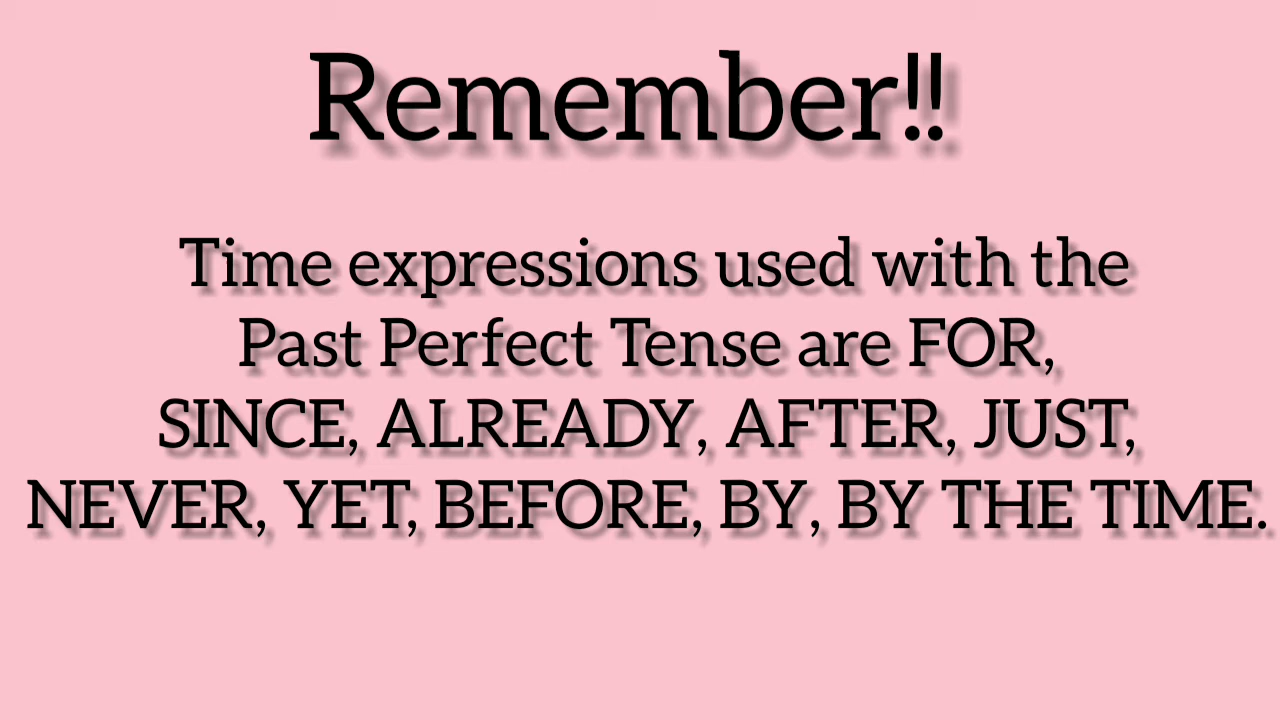 Remember!!
Time expressions used with the
Past Perfect Tense are FOR,
SINCE, ALREADY, AFTER, JUST,
NEVER, YET, BEFORE, BY, BY THE TIME.